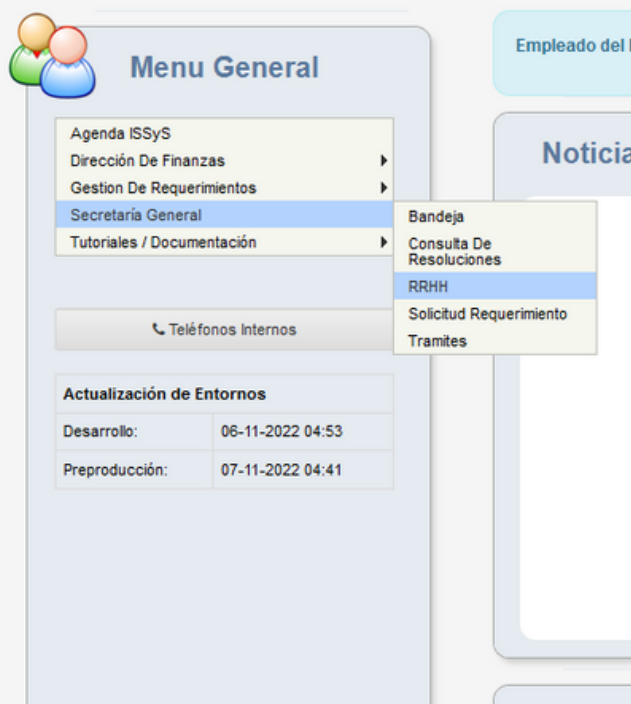 Menu General
Agenda ISSyS
Dirección De Finanzas
Gestion De Requerimientos
Secretaría General
Tutoriales / Documentación
Bandeja
Consulta De
Resoluciones
RRHH
Solicitud Requerimiento
Tramites
Teléfonos Internos
Actualización de Entornos
Desarrollo: 06-11-2022 04:53
Preproducción: 07-11-2022 04:41
Empleado del
Noticia